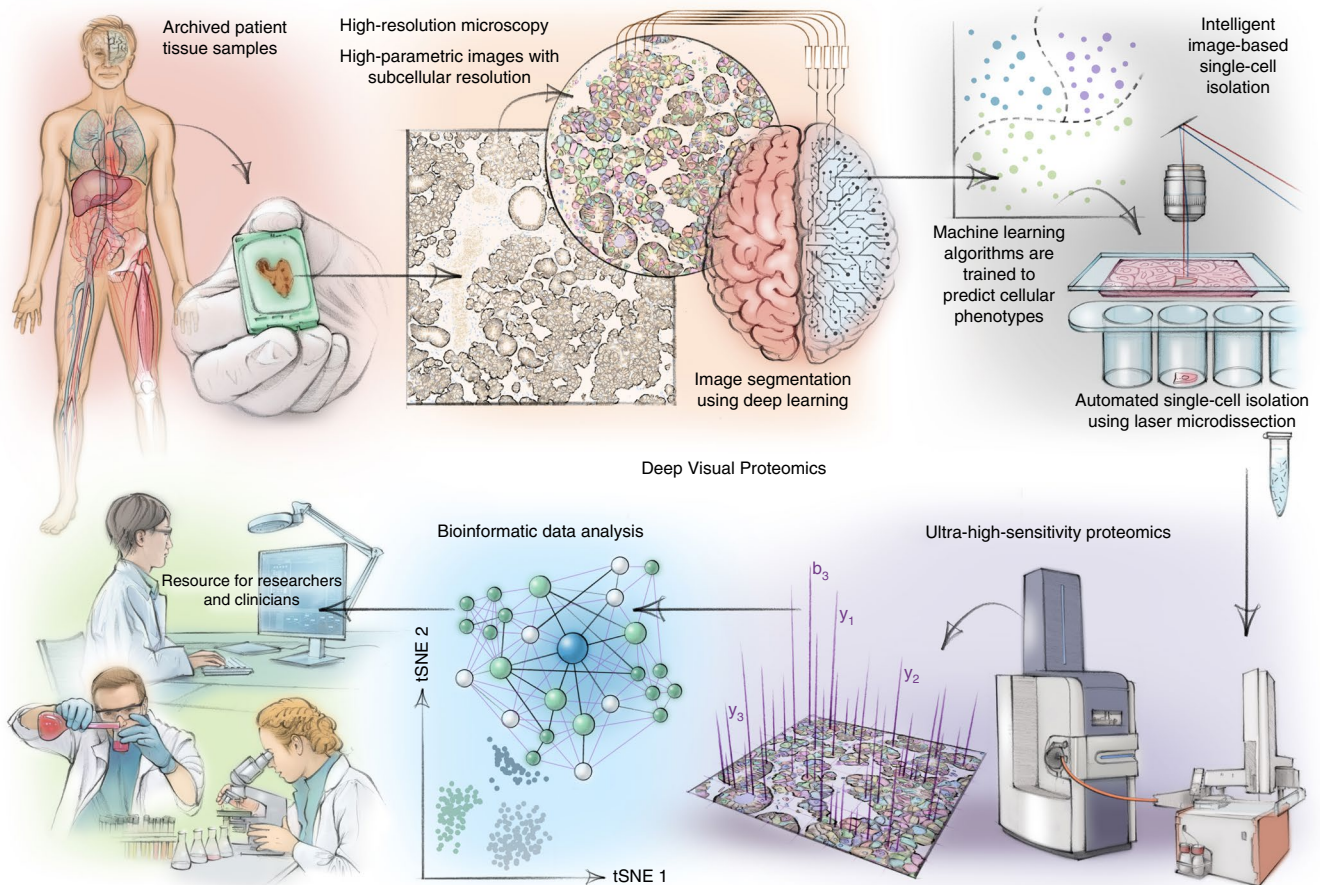 Archived patient
tissue samples
High-resolution microscopy
High-parametric images with
subcellular resolution
Image segmentation
using deep learning
Intelligent
image-based
single-cell
isolation
Machine learning
algorithms are
trained to
predict cellular
phenotypes
Automated single-cell isolation
using laser microdissection
Deep Visual Proteomics
Resource for researchers
and clinicians
Bioinformatic data analysis
tSNE 2
tSNE 1
Ultra-high-sensitivity proteomics
b3
y1
y2
y3